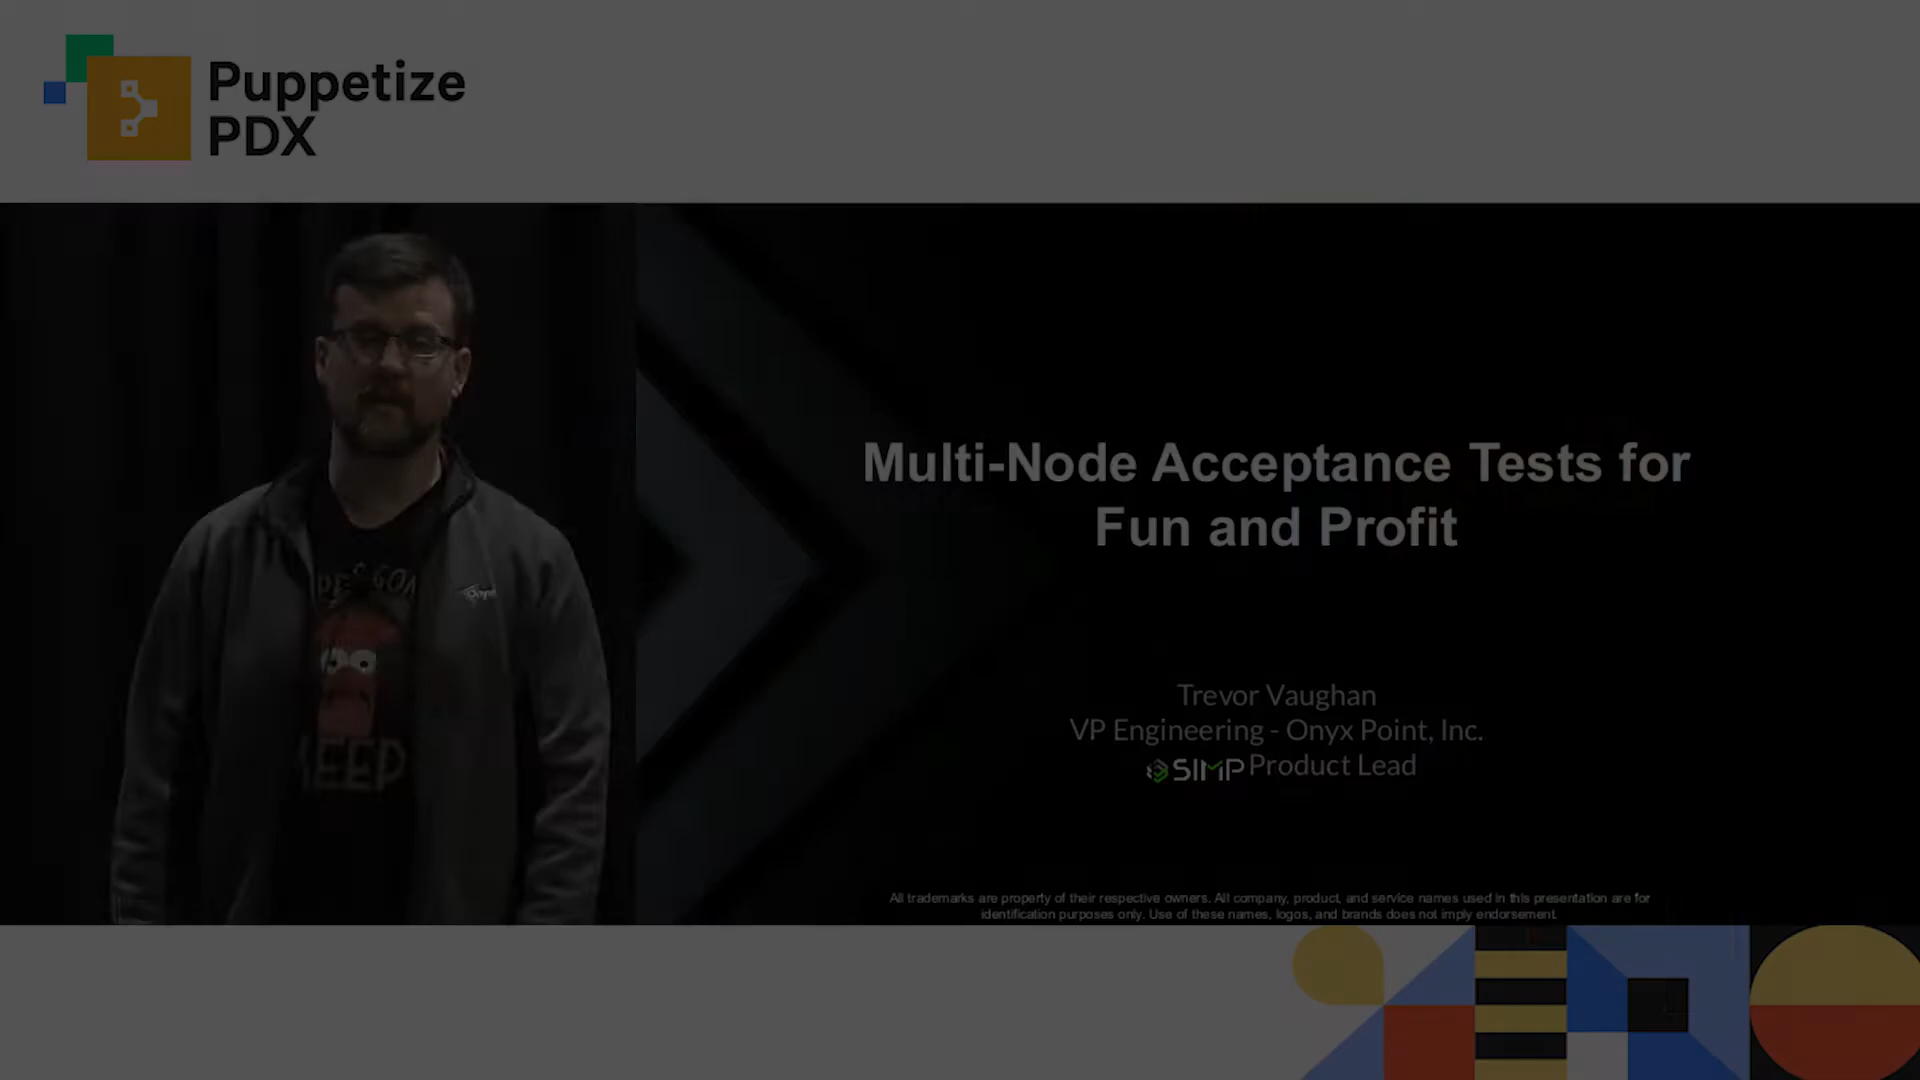 Puppetize
PDX
Multi-Node Acceptance Tests for
Fun and Profit
Trevor Vaughan
VP Engineering - Onyx Point, Inc.
SIMP Product Lead
All trademarks are property of their respective owners. All company, product, and service names used in this presentation are for
identification purposes only. Use of these names, logos, and brands does not imply endorsement.